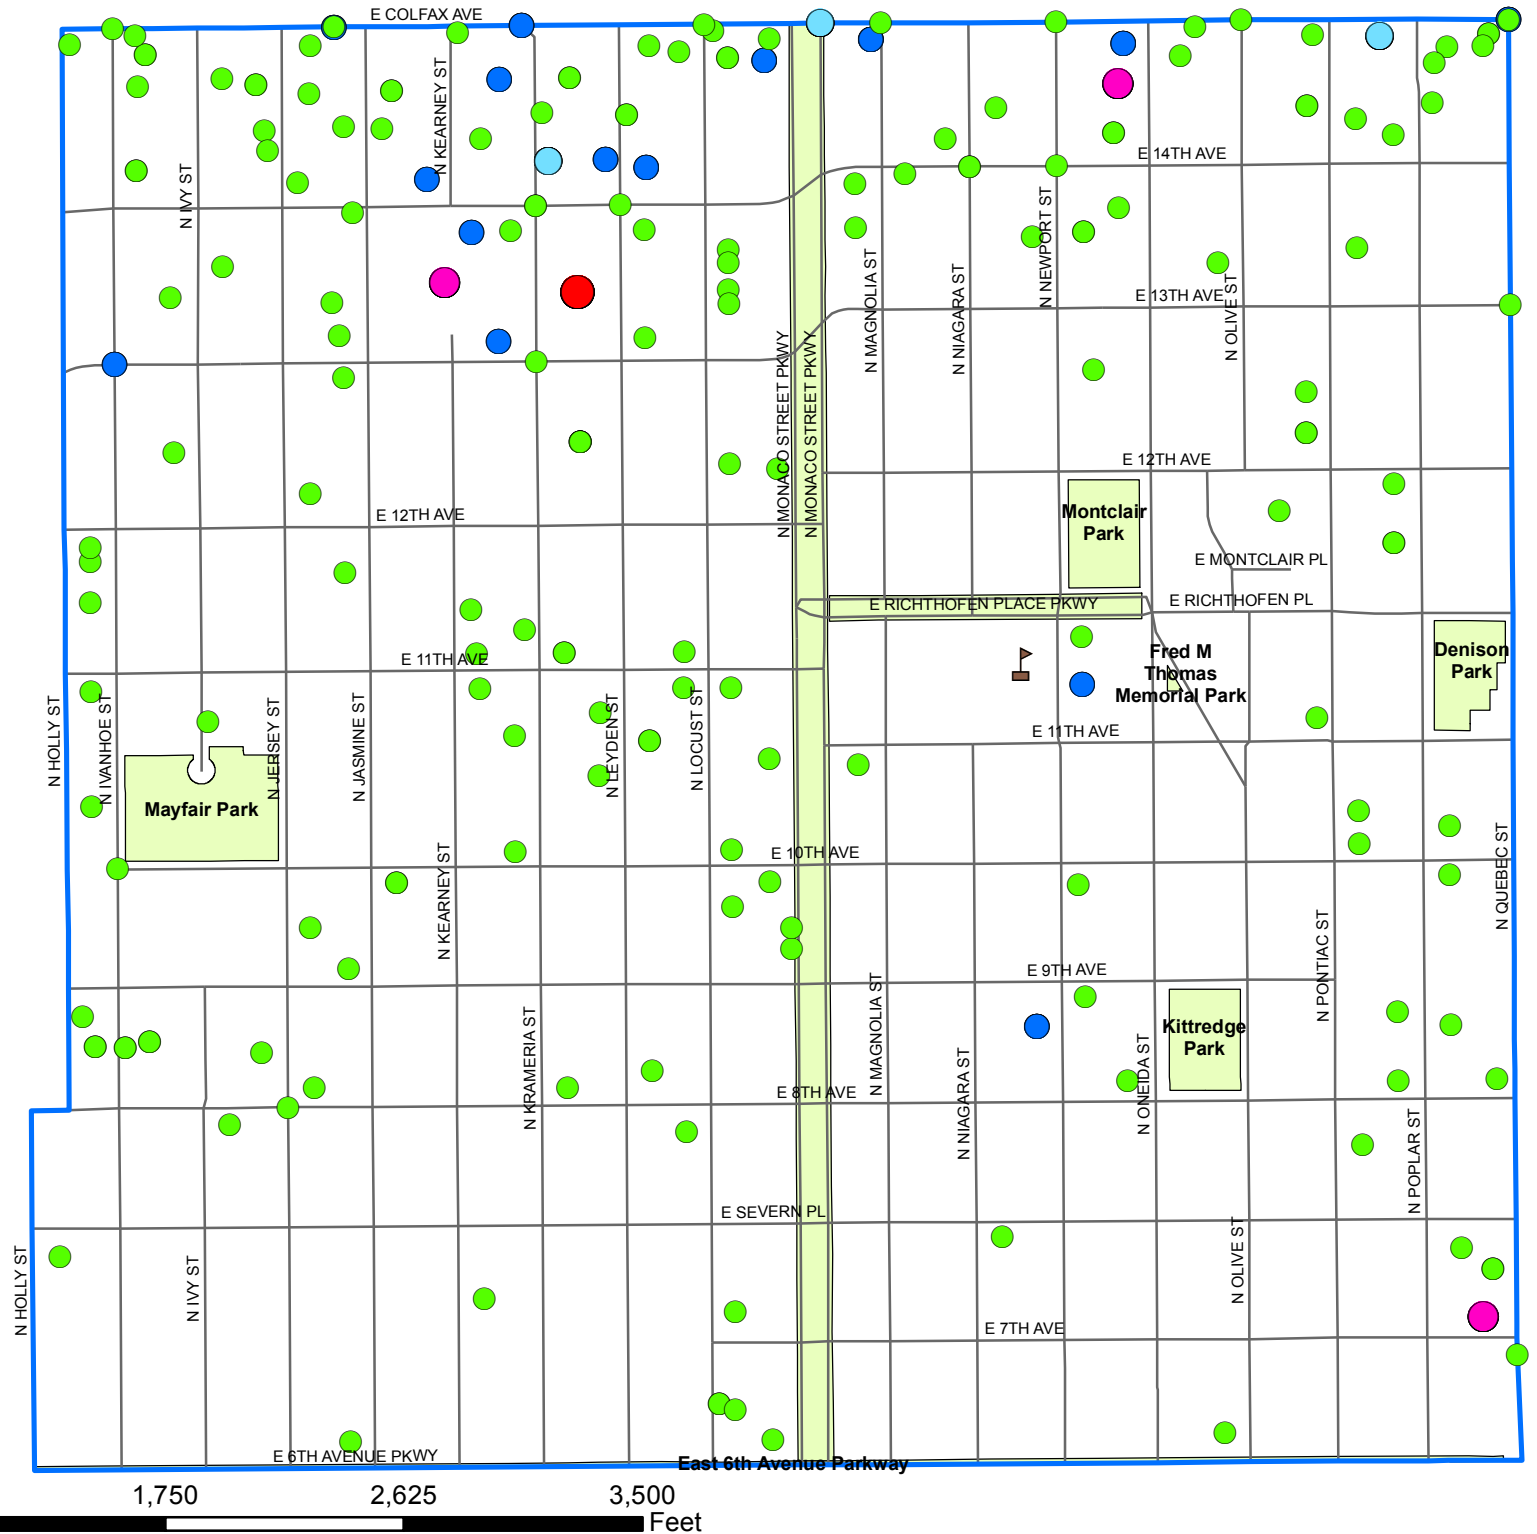 E COLFAX AVE
N KEARNEY ST
N IVY ST
E 14TH AVE
N NEWPORT ST
N MAGNOLIA ST
N NIAGARA ST
E 13TH AVE
N OLIVE ST
N MONACO STREET PKWY
N MONACO STREET PKWY
E 12TH AVE
E 12TH AVE
Montclair
Park
E MONTCLAIR PL
E RICHTHOFEN PLACE PKWY
E RICHTHOFEN PL
E 11TH AVE
Fred M
Thomas
Memorial Park
Denison
Park
N HOLLY ST
N IVANHOE ST
N JERSEY ST
N JASMINE ST
N LEYDEN ST
N LOCUST ST
E 11TH AVE
Mayfair Park
E 10TH AVE
N KEARNEY ST
N QUEBEC ST
N PONTIAC ST
E 9TH AVE
N MAGNOLIA ST
N KRAMERIA ST
Kittredge
Park
N NIAGARA ST
N ONEIDA ST
E 8TH AVE
N POPLAR ST
E SEVERN PL
N HOLLY ST
N IVY ST
N OLIVE ST
E 7TH AVE
E 6TH AVENUE PKWY
East 6th Avenue Parkway
1,750 2,625 3,500
Feet